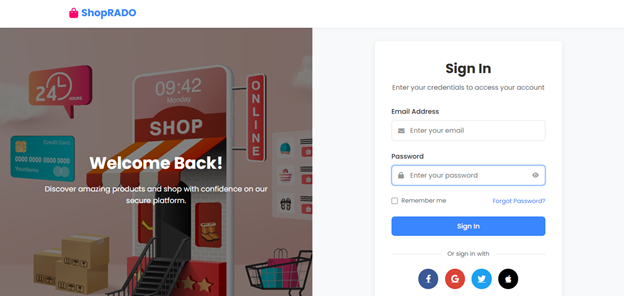 ShopRADO
24
HOURS
09:42
Monday
SHOP
ONLINE
Credit Card
0000 0000 0000 0000
Welcome Back!
Discover amazing products and shop with confidence on our
secure platform.
Sign In
Enter your credentials to access your account
Email Address
Enter your email
Password
Enter your password
Remember me
Forgot Password?
Sign In
Or sign in with